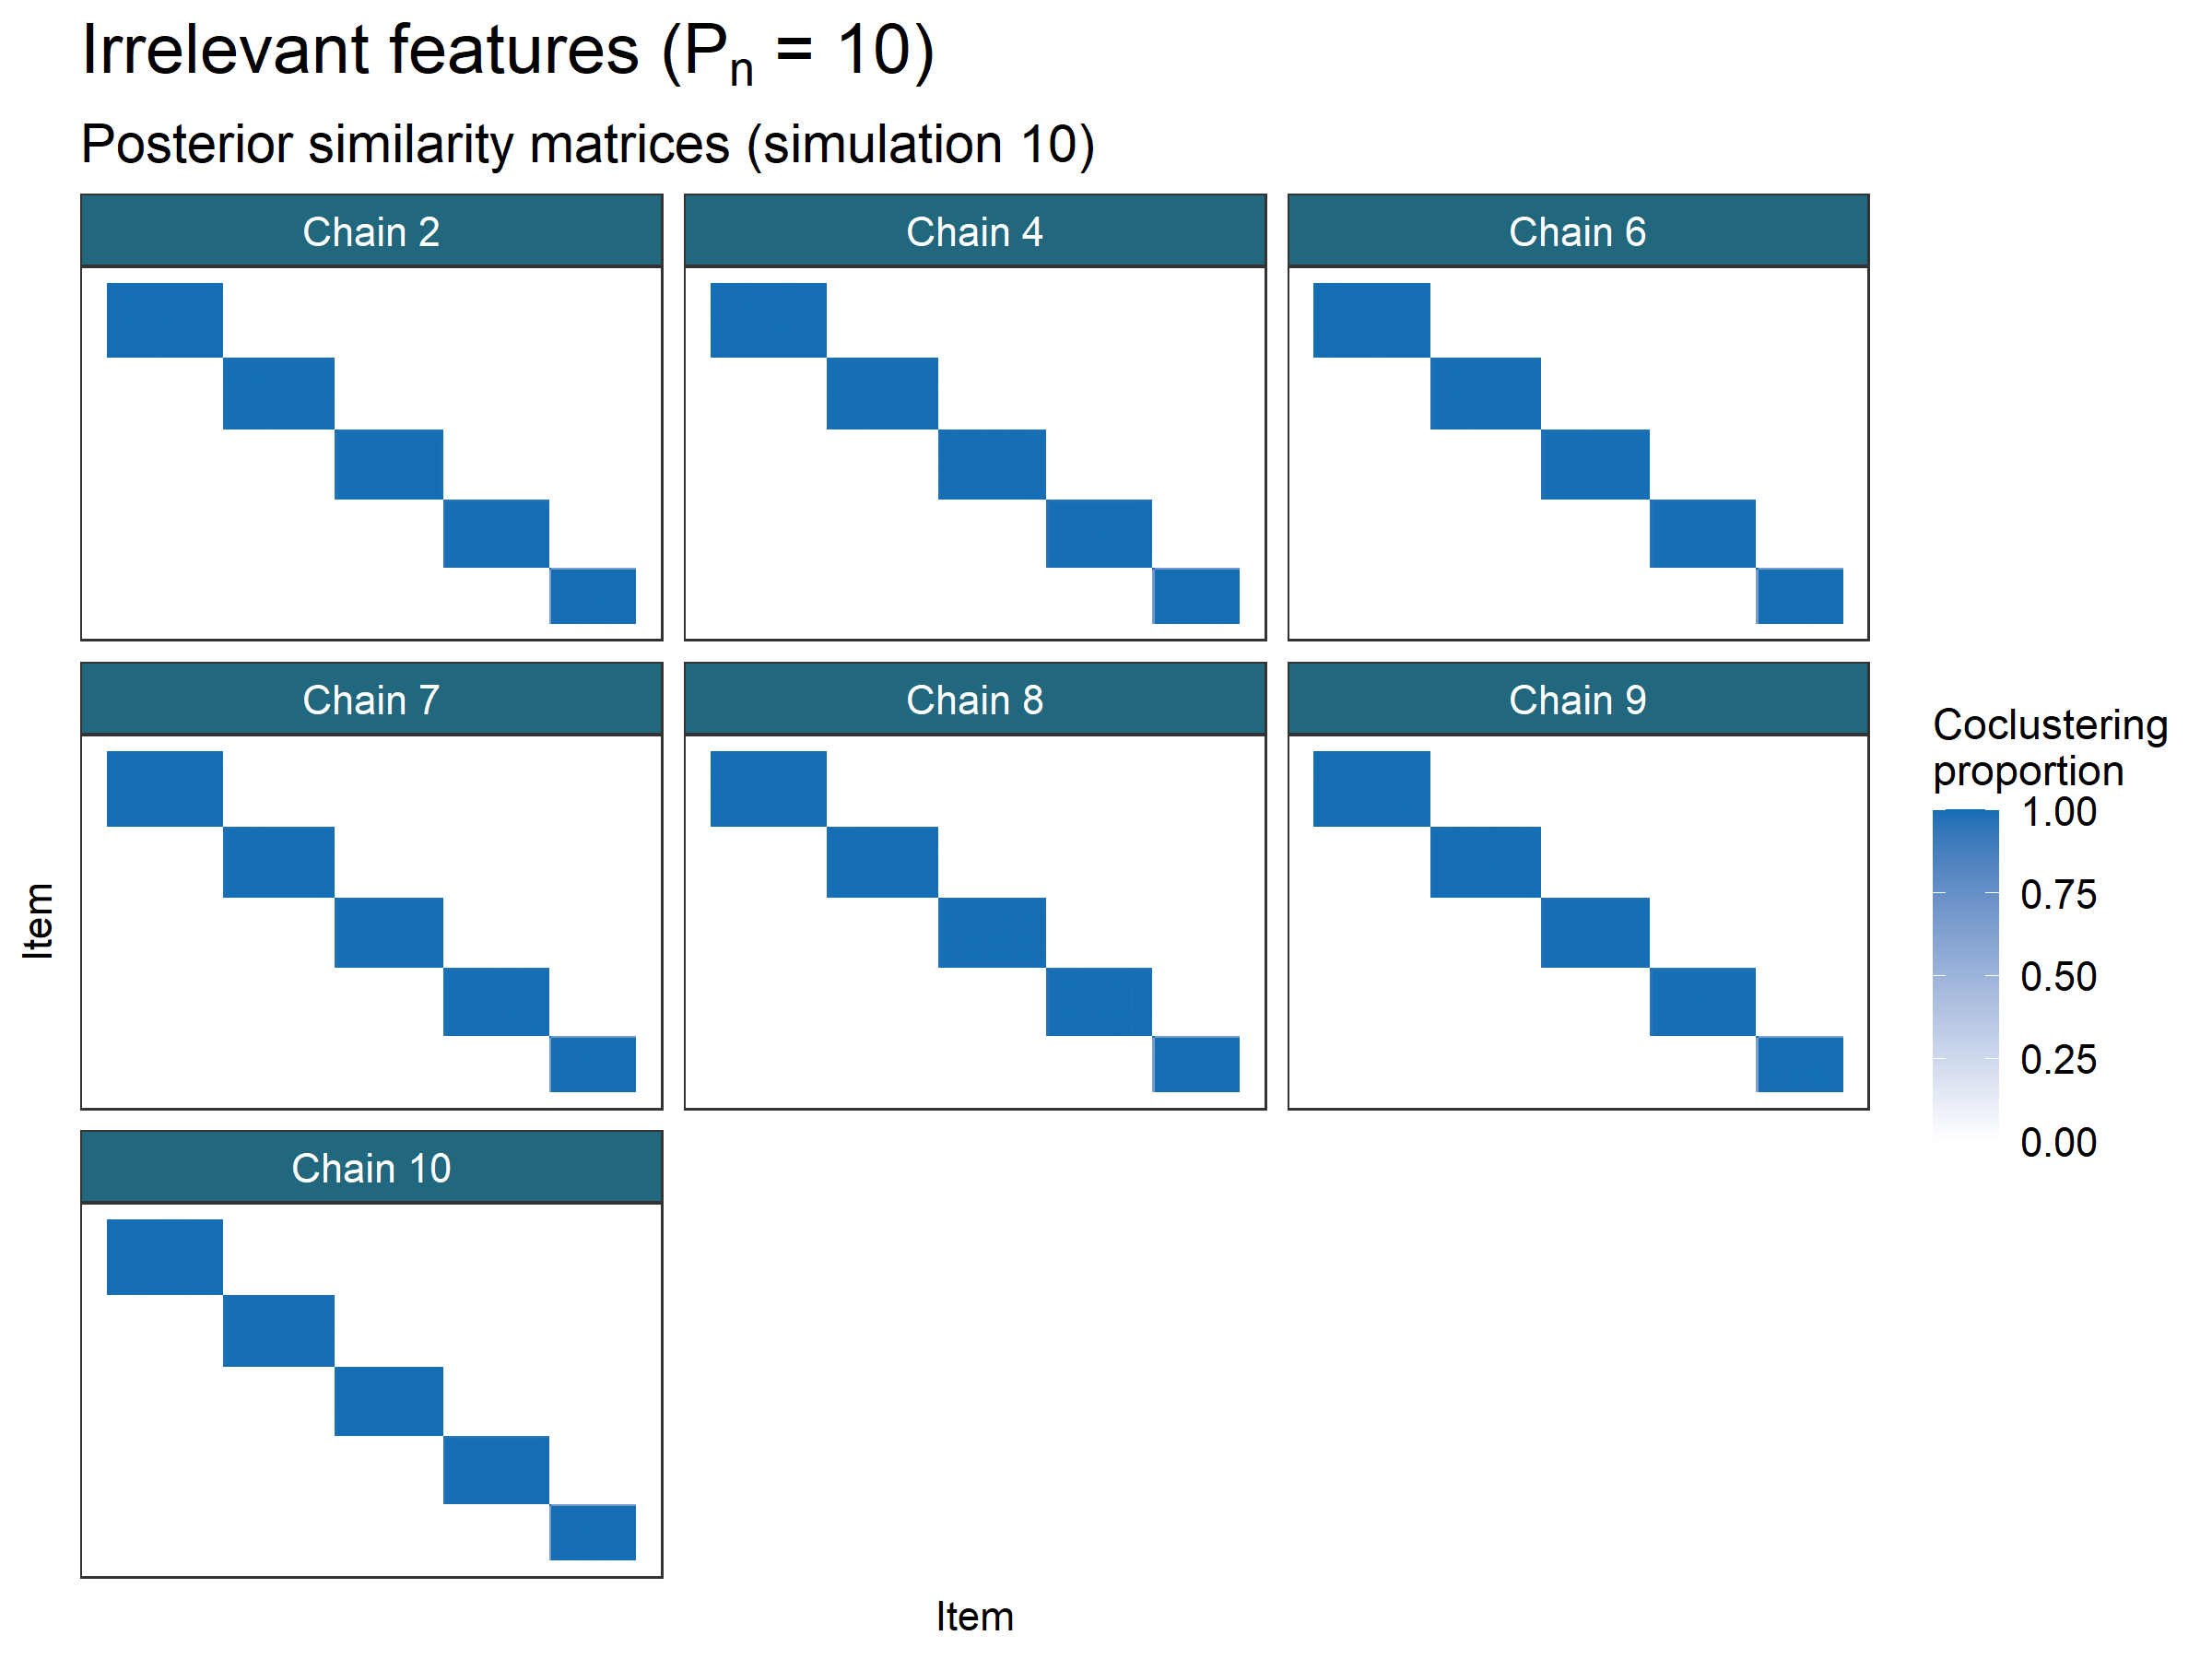 Irrelevant features (Pn = 10)
Posterior similarity matrices (simulation 10)
Chain 2
Chain 4
Chain 6
Chain 7
Chain 8
Chain 9
Chain 10
Item
Item
Coclustering
proportion
1.00
0.75
0.50
0.25
0.00